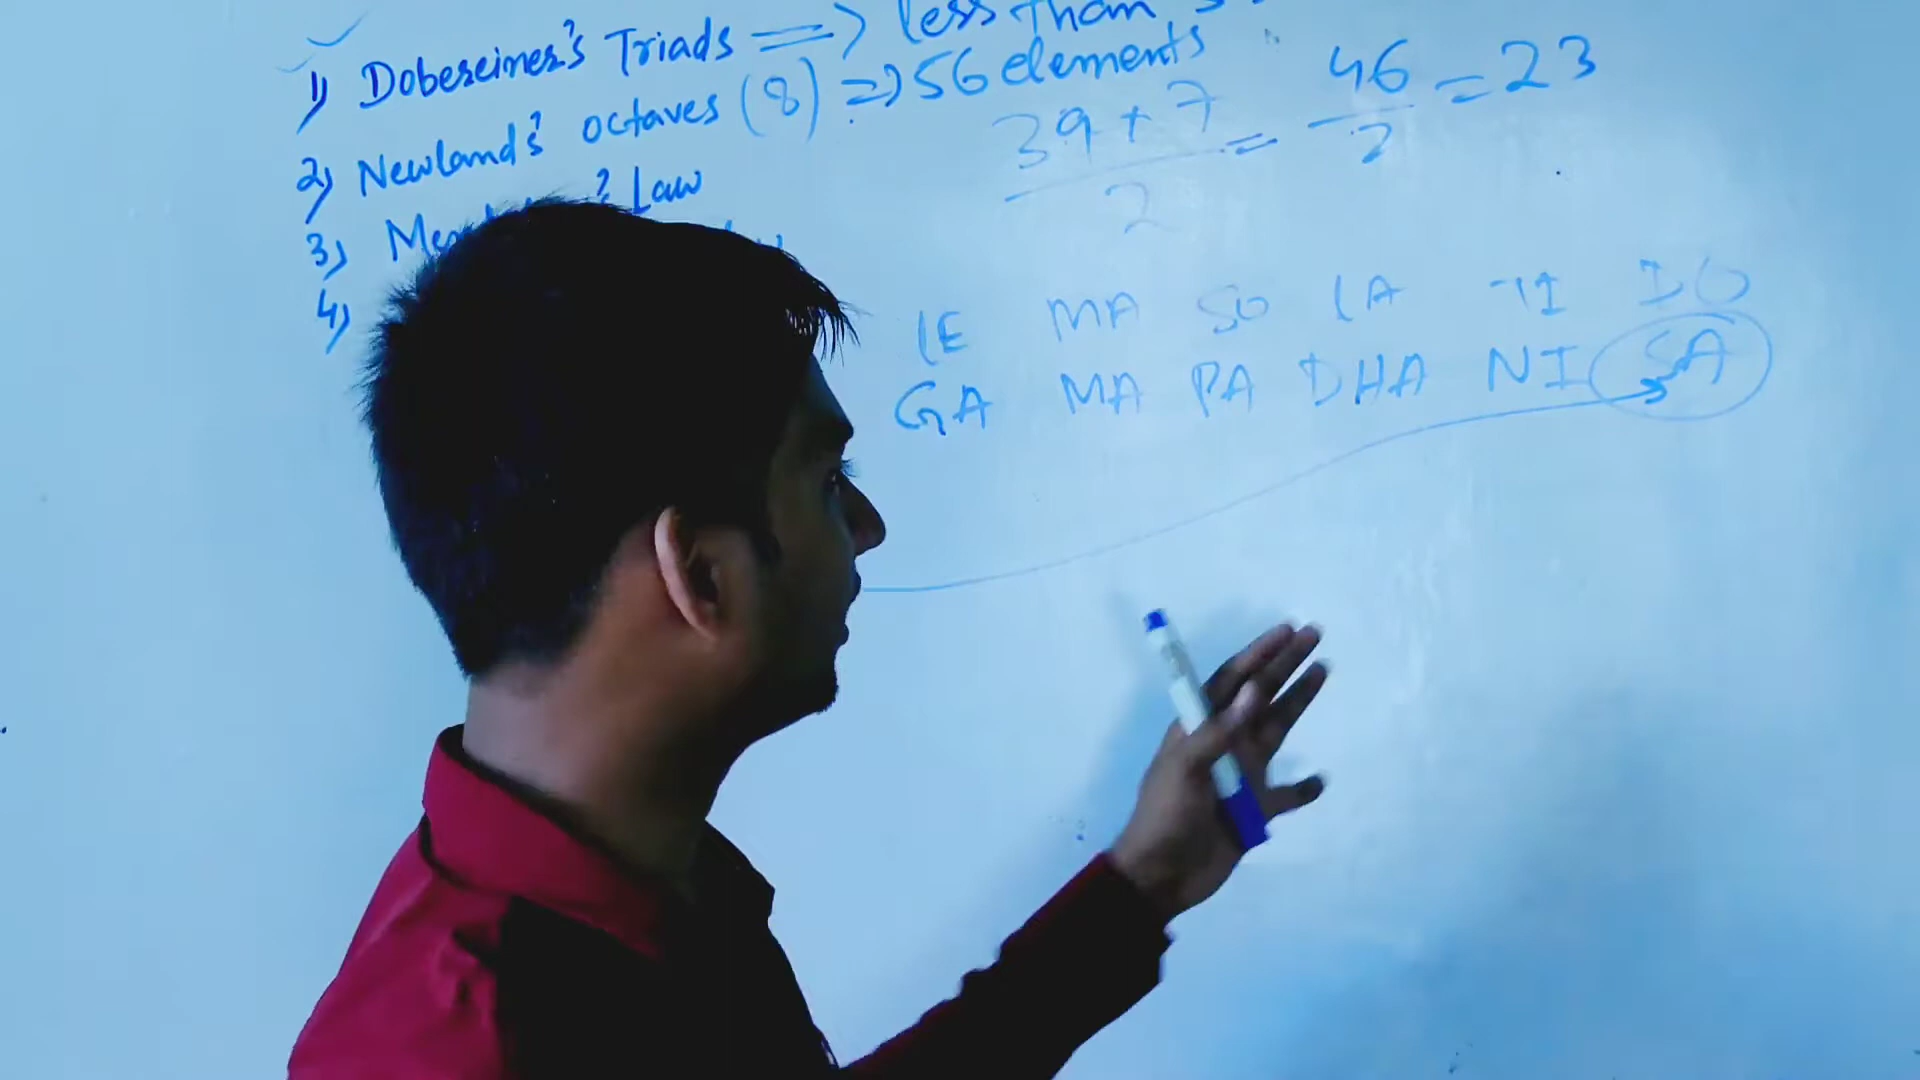 1) Dobereiner's Triads => less than
2) Newland's octaves (8) => 56 elements
3) Law
4)
39 + 7 / 2 = 46 / 2 = 23
MA SO LA TI DO
GA MA PA DHA NI SA